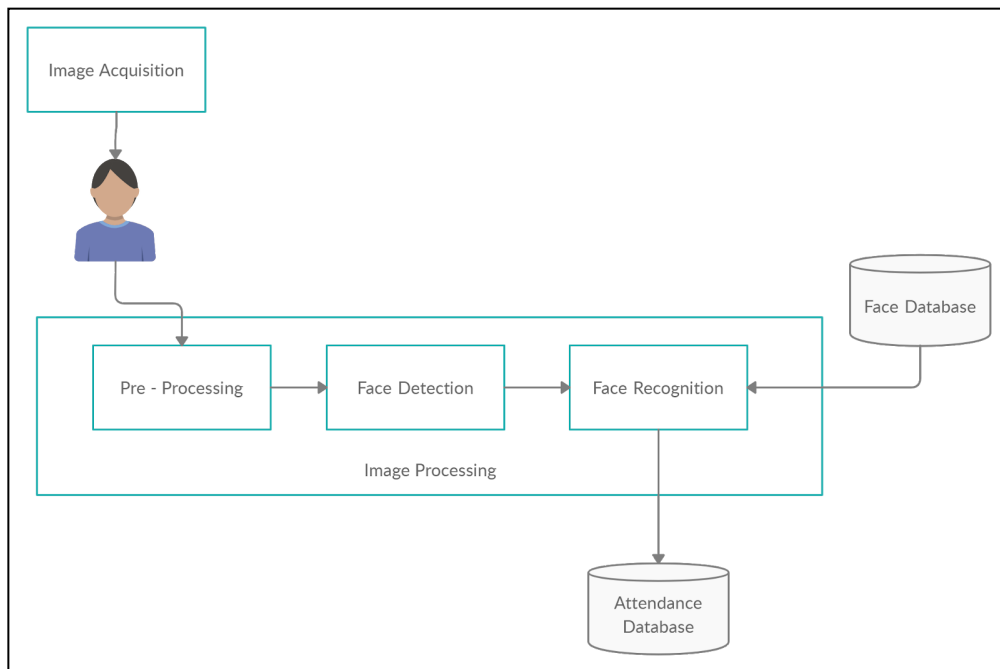 Image Acquisition
Face Database
Pre - Processing
Face Detection
Face Recognition
Image Processing
Attendance
Database